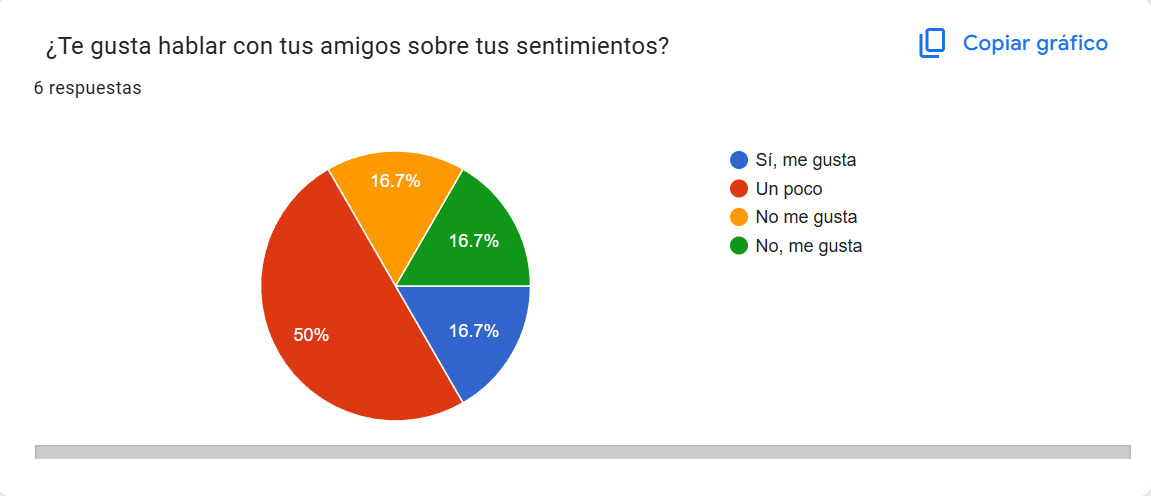 ¿Te gusta hablar con tus amigos sobre tus sentimientos?
Copiar gráfico
6 respuestas
16.7%
16.7%
50%
16.7%
Sí, me gusta
Un poco
No me gusta
No, me gusta